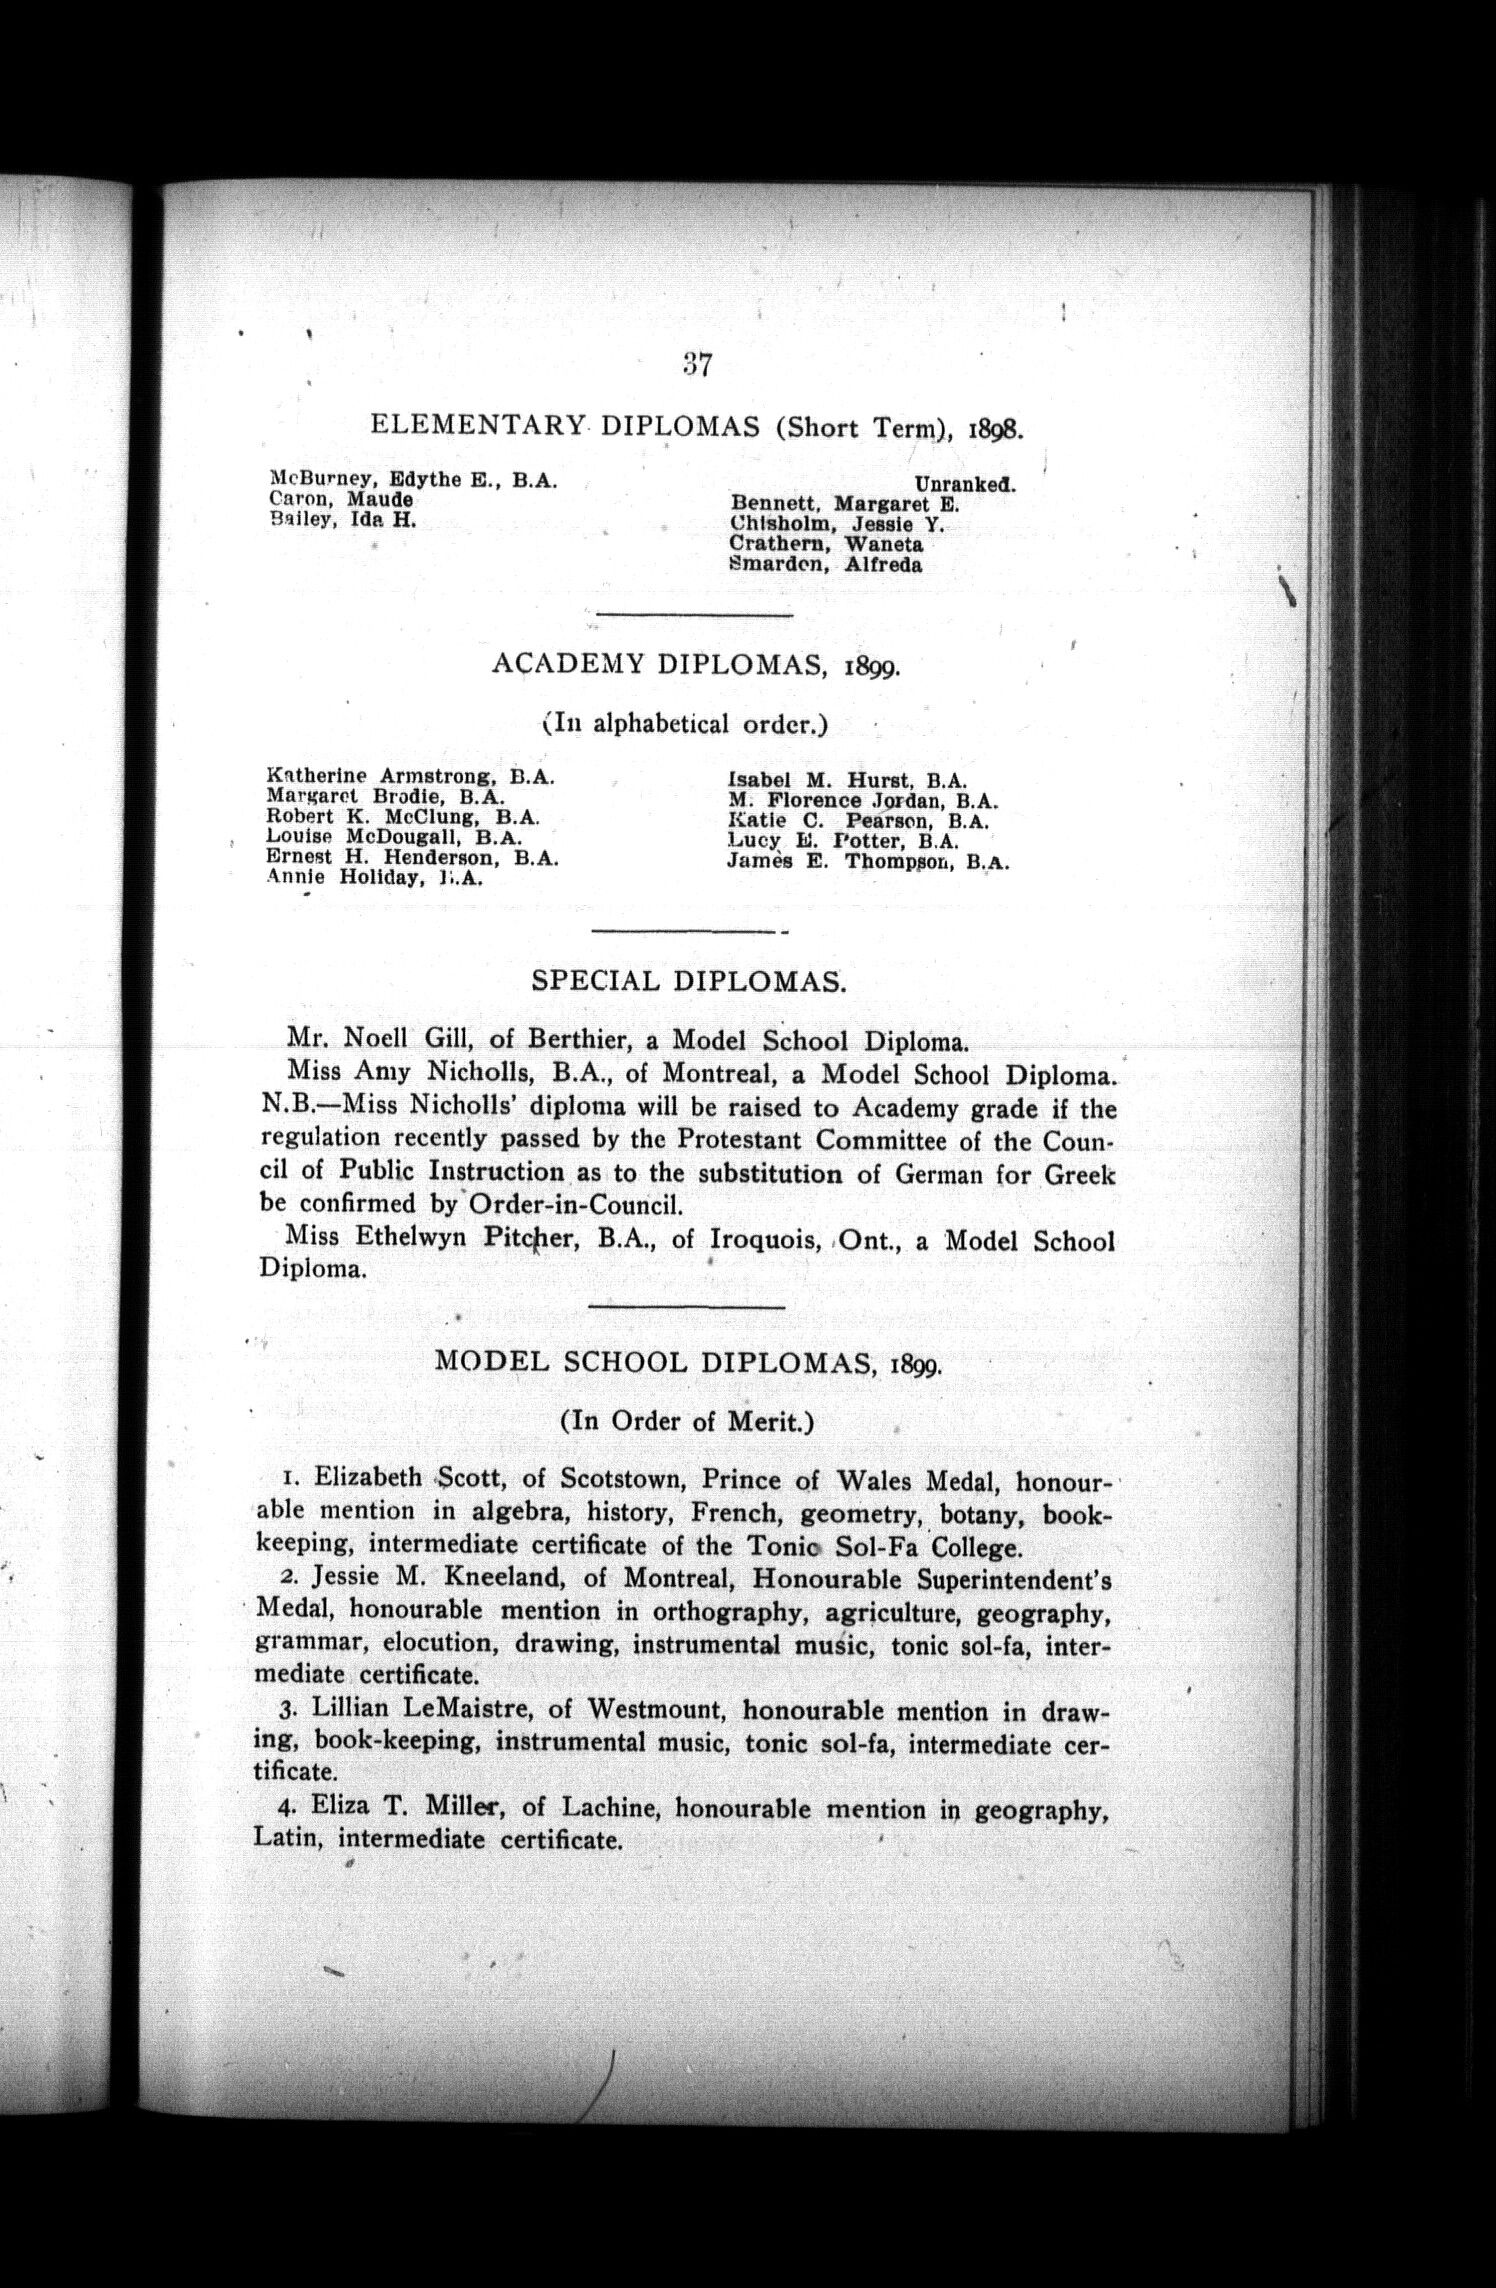 37
ELEMENTARY DIPLOMAS (Short Term), 1898.
McBurney, Edythe E., B.A.
Caron, Maude
Bailey, Ida H.
Unranked.
Bennett, Margaret E.
Chisholm, Jessie Y.
Crathern, Waneta
Smardon, Alfreda
ACADEMY DIPLOMAS, 1899.
(In alphabetical order.)
Katherine Armstrong, B.A.
Margaret Brodie, B.A.
Robert K. McClung, B.A.
Louise McDougall, B.A.
Ernest H. Henderson, B.A.
Annie Holiday, B.A.
Isabel M. Hurst, B.A.
M. Florence Jordan, B.A.
Katie C. Pearson, B.A.
Lucy E. Potter, B.A.
James E. Thompson, B.A.
SPECIAL DIPLOMAS.
Mr. Noell Gill, of Berthier, a Model School Diploma.
Miss Amy Nicholls, B.A., of Montreal, a Model School Diploma.
N.B.—Miss Nicholls' diploma will be raised to Academy grade if the
regulation recently passed by the Protestant Committee of the Coun-
cil of Public Instruction as to the substitution of German for Greek
be confirmed by Order-in-Council.
Miss Ethelwyn Pitcher, B.A., of Iroquois, Ont., a Model School
Diploma.
MODEL SCHOOL DIPLOMAS, 1899.
(In Order of Merit.)
1. Elizabeth Scott, of Scotstown, Prince of Wales Medal, honour-
able mention in algebra, history, French, geometry, botany, book-
keeping, intermediate certificate of the Tonic Sol-Fa College.
2. Jessie M. Kneeland, of Montreal, Honourable Superintendent's
Medal, honourable mention in orthography, agriculture, geography,
grammar, elocution, drawing, instrumental music, tonic sol-fa, inter-
mediate certificate.
3. Lillian LeMaistre, of Westmount, honourable mention in draw-
ing, book-keeping, instrumental music, tonic sol-fa, intermediate cer-
tificate.
4. Eliza T. Miller, of Lachine, honourable mention in geography,
Latin, intermediate certificate.